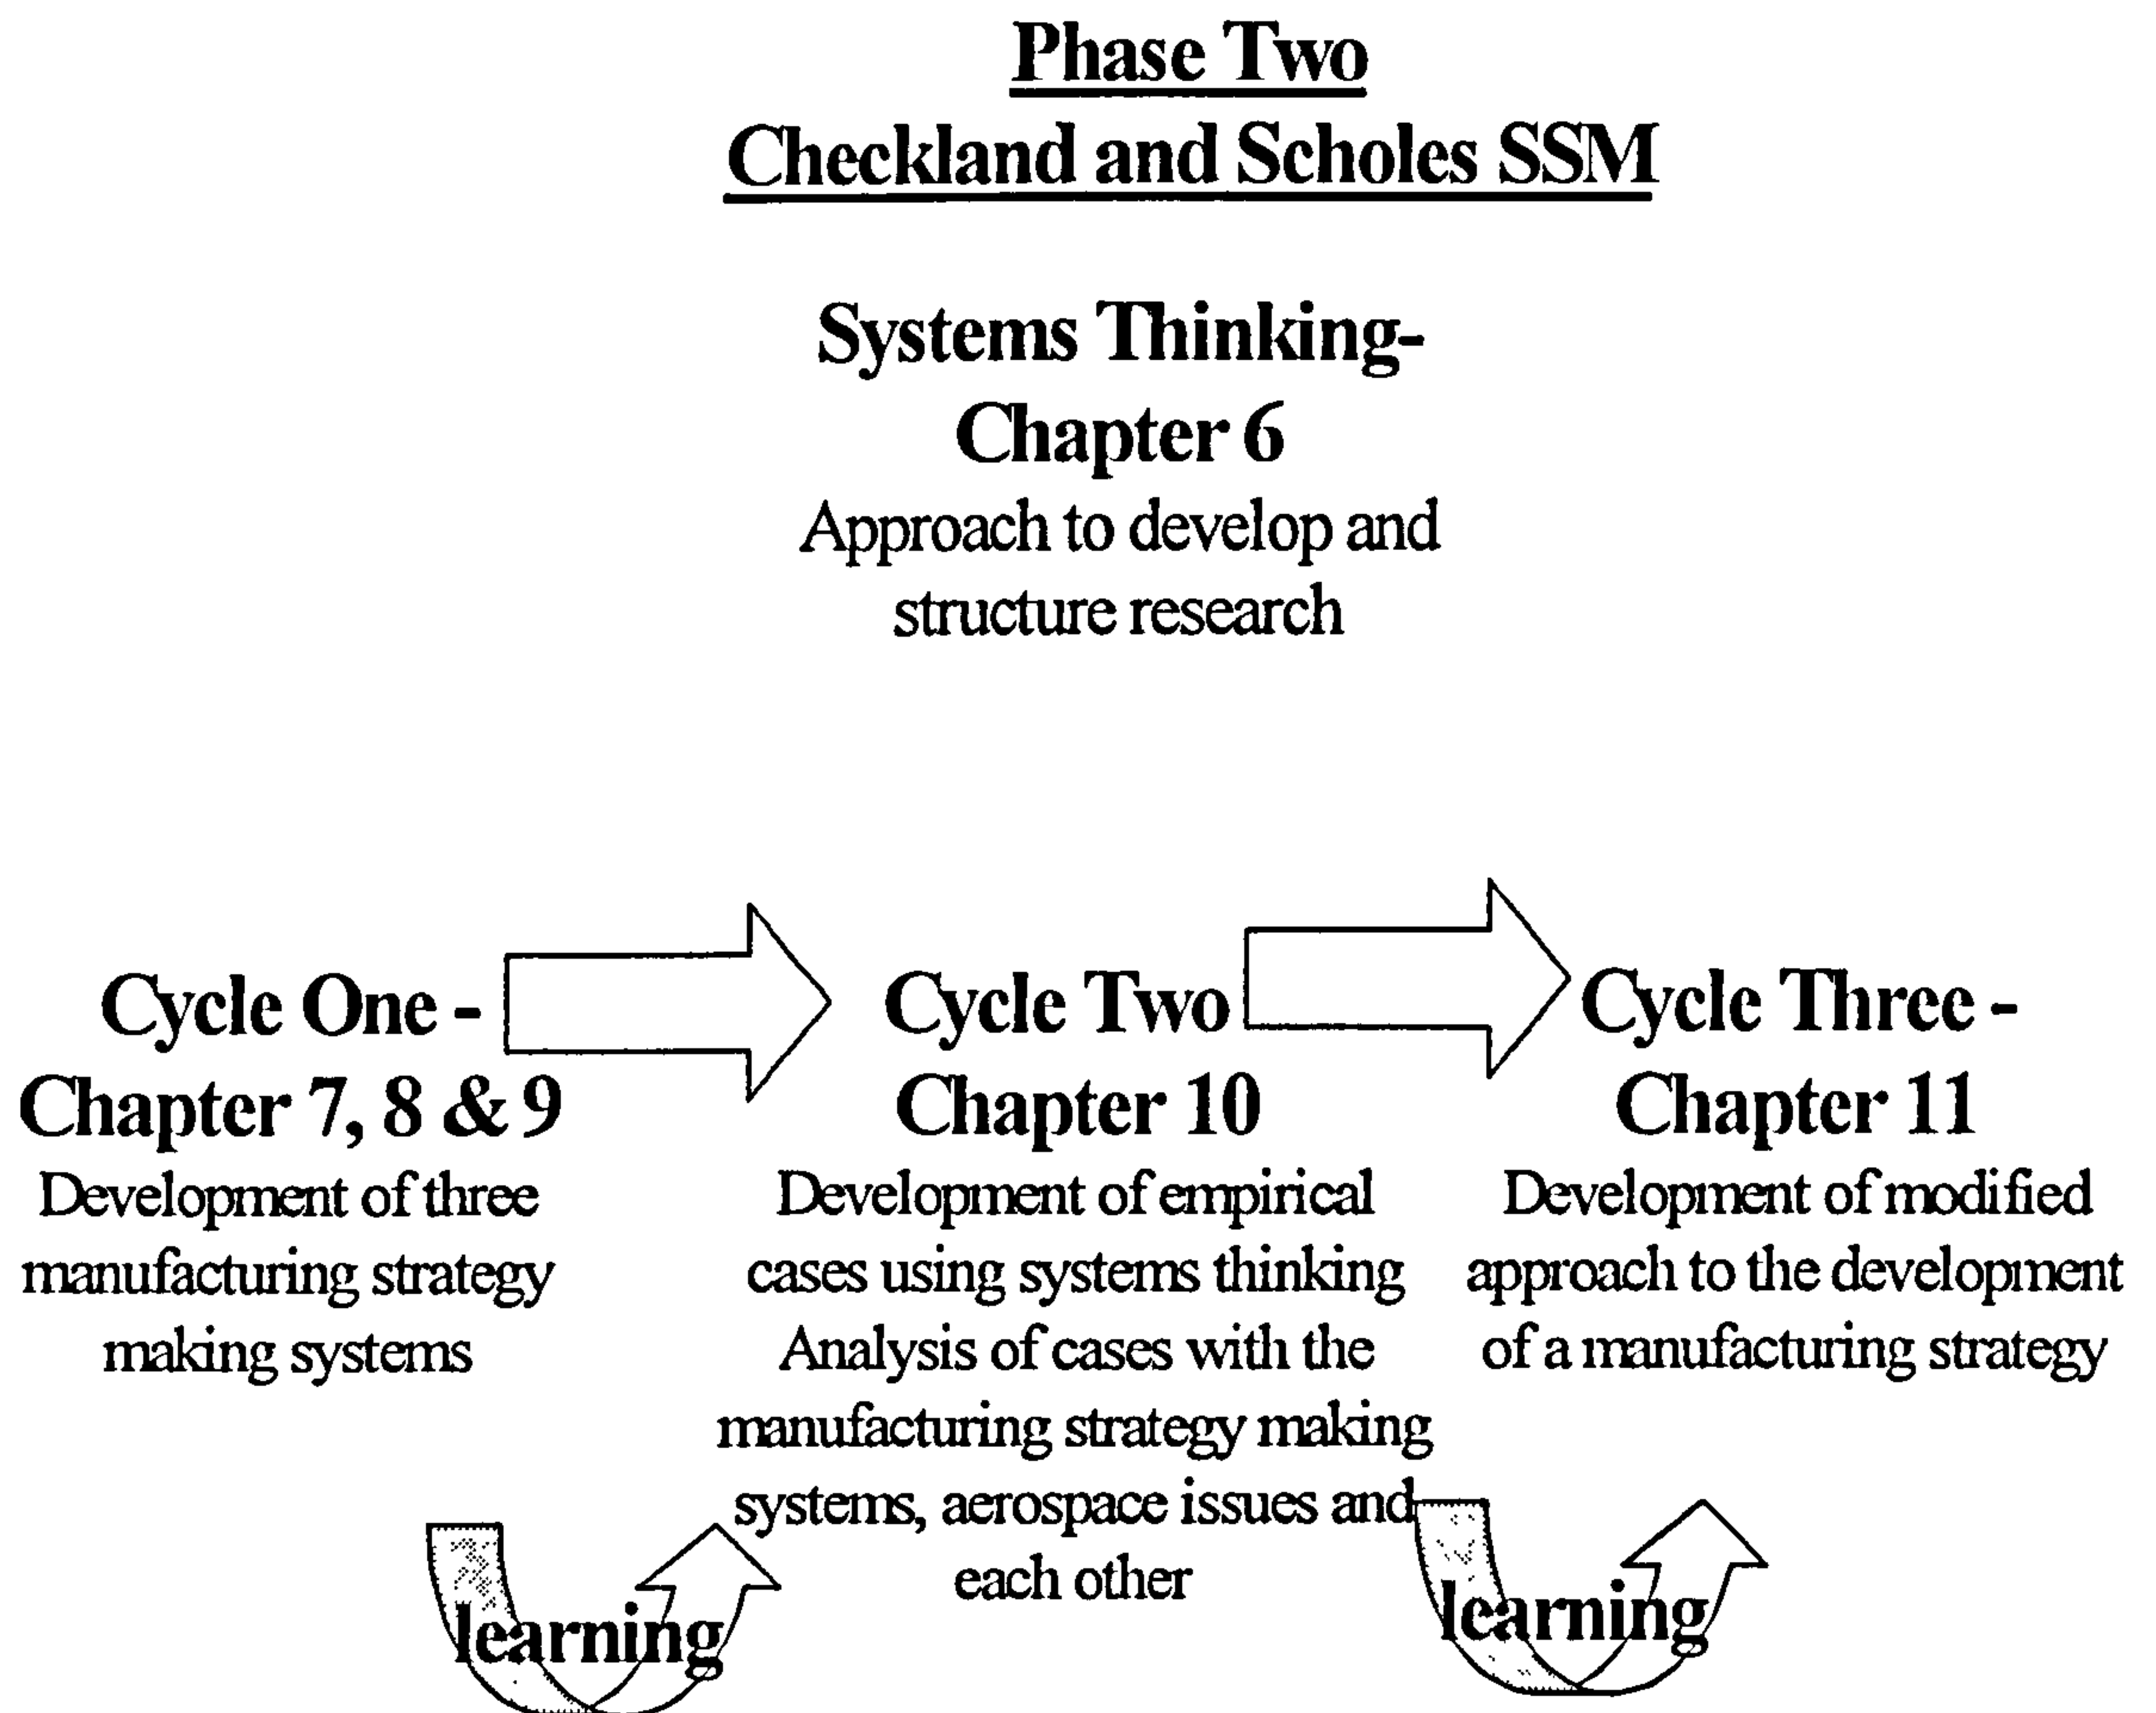 Phase Two
Checkland and Scholes SSM
Systems Thinking-
Chapter 6
Approach to develop and
structure research
Cycle One -
Chapter 7, 8 & 9
Development of three
manufacturing strategy
making systems
Cycle Two
Chapter 10
Development of empirical
cases using systems thinking
Analysis of cases with the
manufacturing strategy making
systems, aerospace issues and
each other
Cycle Three -
Chapter 11
Development of modified
approach to the development
of a manufacturing strategy
learning
learning